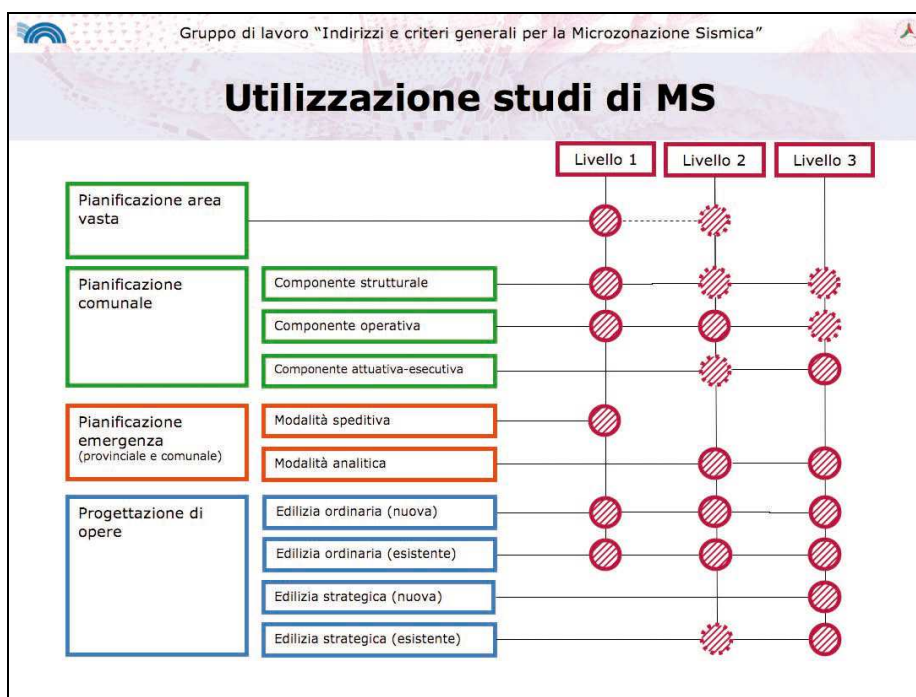 Gruppo di lavoro “Indirizzi e criteri generali per la Microzonazione Sismica”
Utilizzazione studi di MS
Livello 1
Livello 2
Livello 3
Pianificazione area
vasta
Pianificazione
comunale
Componente strutturale
Componente operativa
Componente attuativa-esecutiva
Pianificazione
emergenza
(provinciale e comunale)
Modalità speditiva
Modalità analitica
Progettazione di
opere
Edilizia ordinaria (nuova)
Edilizia ordinaria (esistente)
Edilizia strategica (nuova)
Edilizia strategica (esistente)